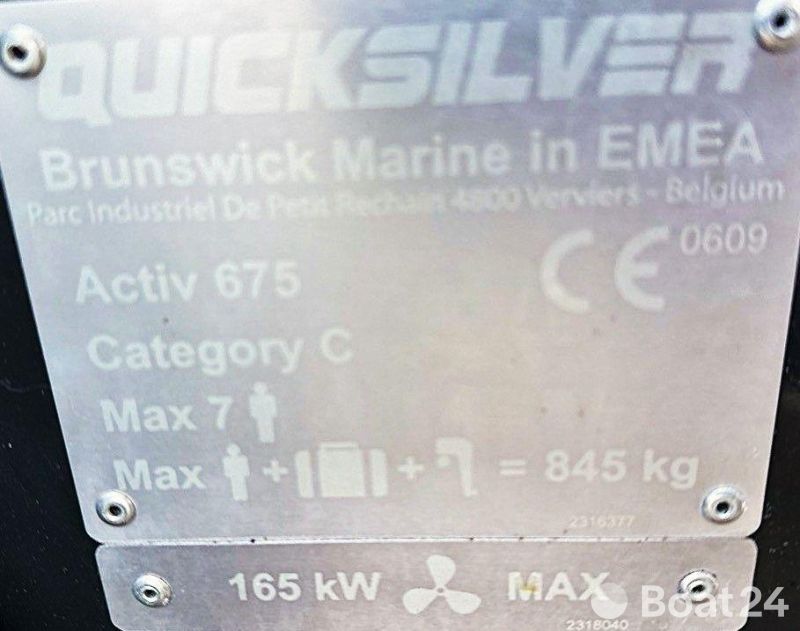 QUICKSILVER
Brunswick Marine in EMEA
Parc Industriel De Petit Rechain 4800 Verviers - Belgium
CE 0609
Activ 675
Category C
Max 7
Max + + = 845 kg
2316377
165 kW MAX
2318040
Boat24